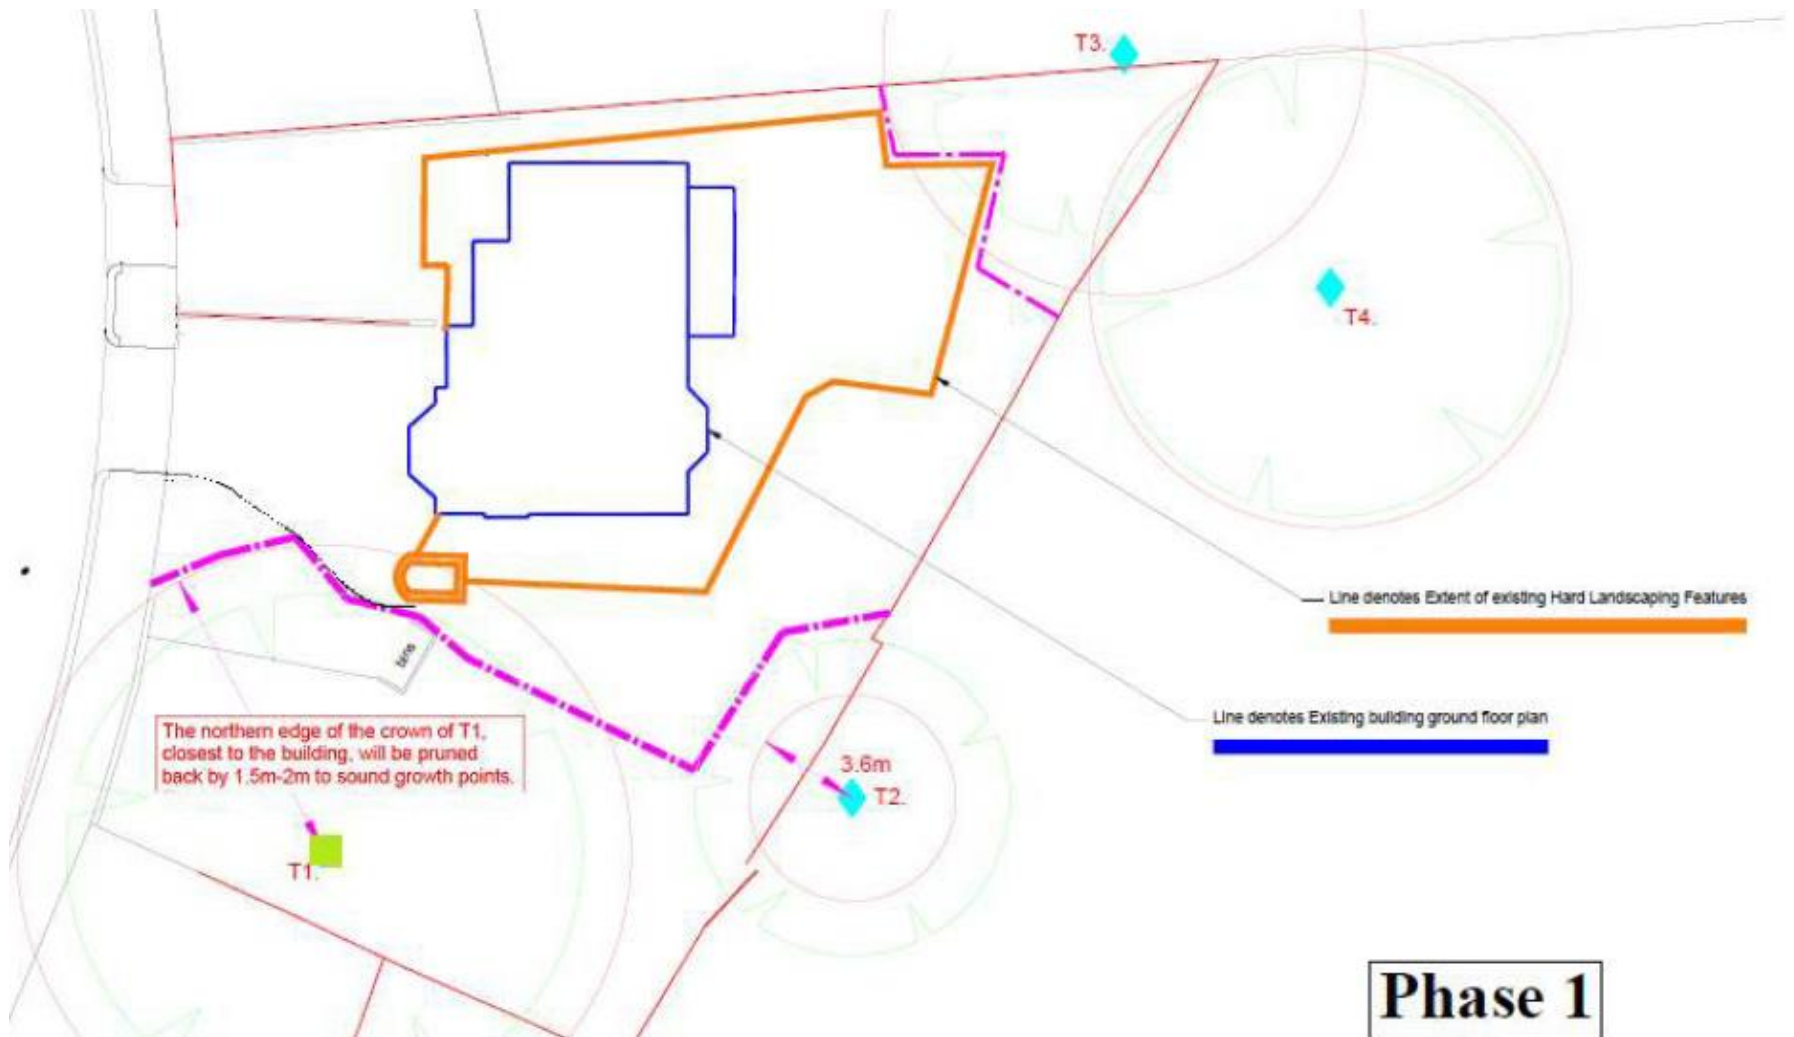 T3.
T4.
Line denotes Extent of existing Hard Landscaping Features
bins
Line denotes Existing building ground floor plan
The northern edge of the crown of T1,
closest to the building, will be pruned
back by 1.5m-2m to sound growth points.
3.6m
T2.
T1.
Phase 1